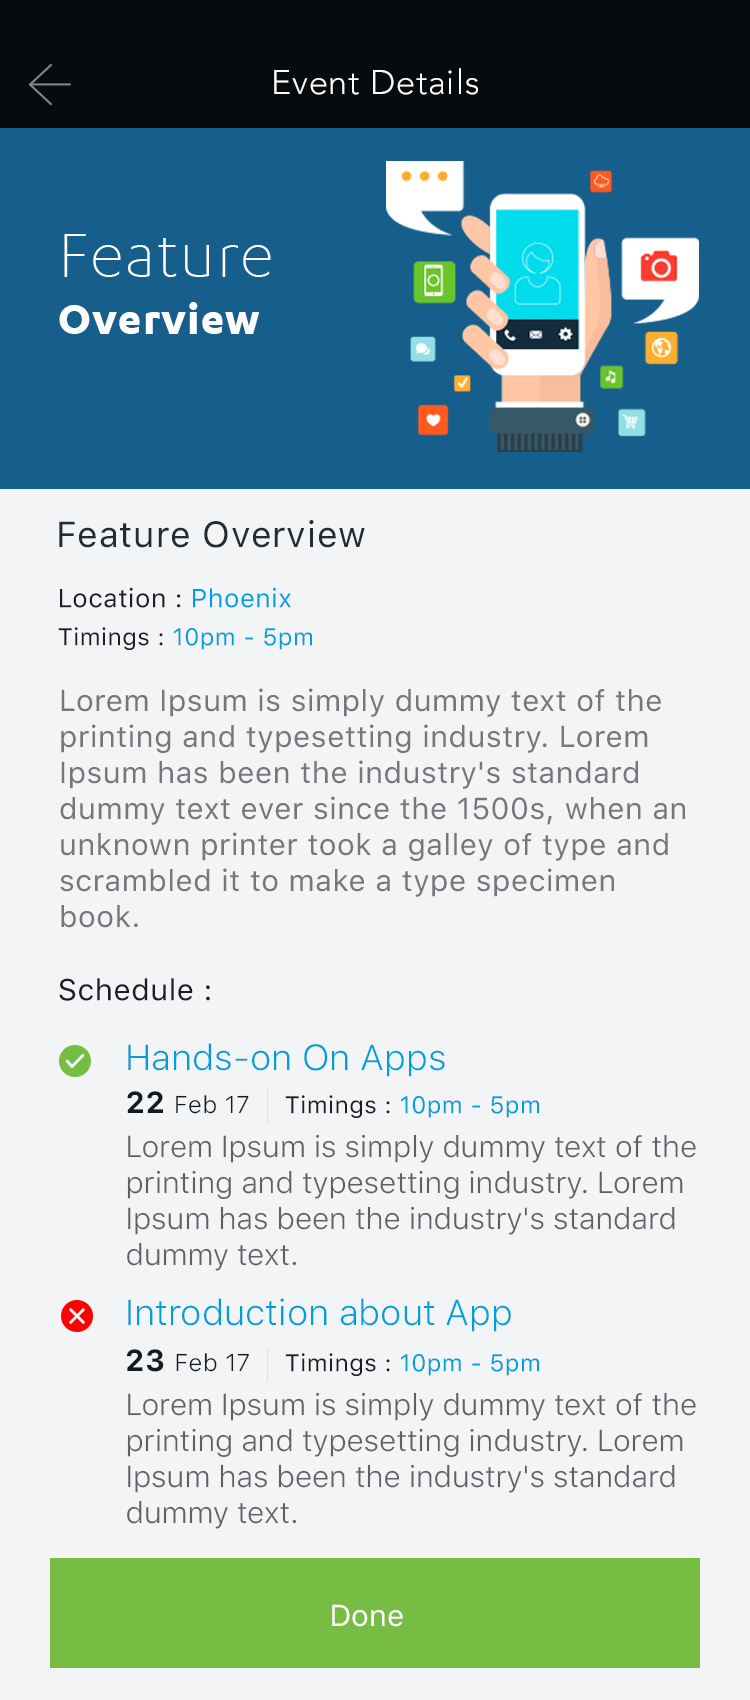 Event Details
Feature
Overview
Feature Overview
Location : Phoenix
Timings : 10pm - 5pm
Lorem Ipsum is simply dummy text of the
printing and typesetting industry. Lorem
Ipsum has been the industry's standard
dummy text ever since the 1500s, when an
unknown printer took a galley of type and
scrambled it to make a type specimen
book.
Schedule :
Hands-on On Apps
22 Feb 17 Timings : 10pm - 5pm
Lorem Ipsum is simply dummy text of the
printing and typesetting industry. Lorem
Ipsum has been the industry's standard
dummy text.
Introduction about App
23 Feb 17 Timings : 10pm - 5pm
Lorem Ipsum is simply dummy text of the
printing and typesetting industry. Lorem
Ipsum has been the industry's standard
dummy text.
Done